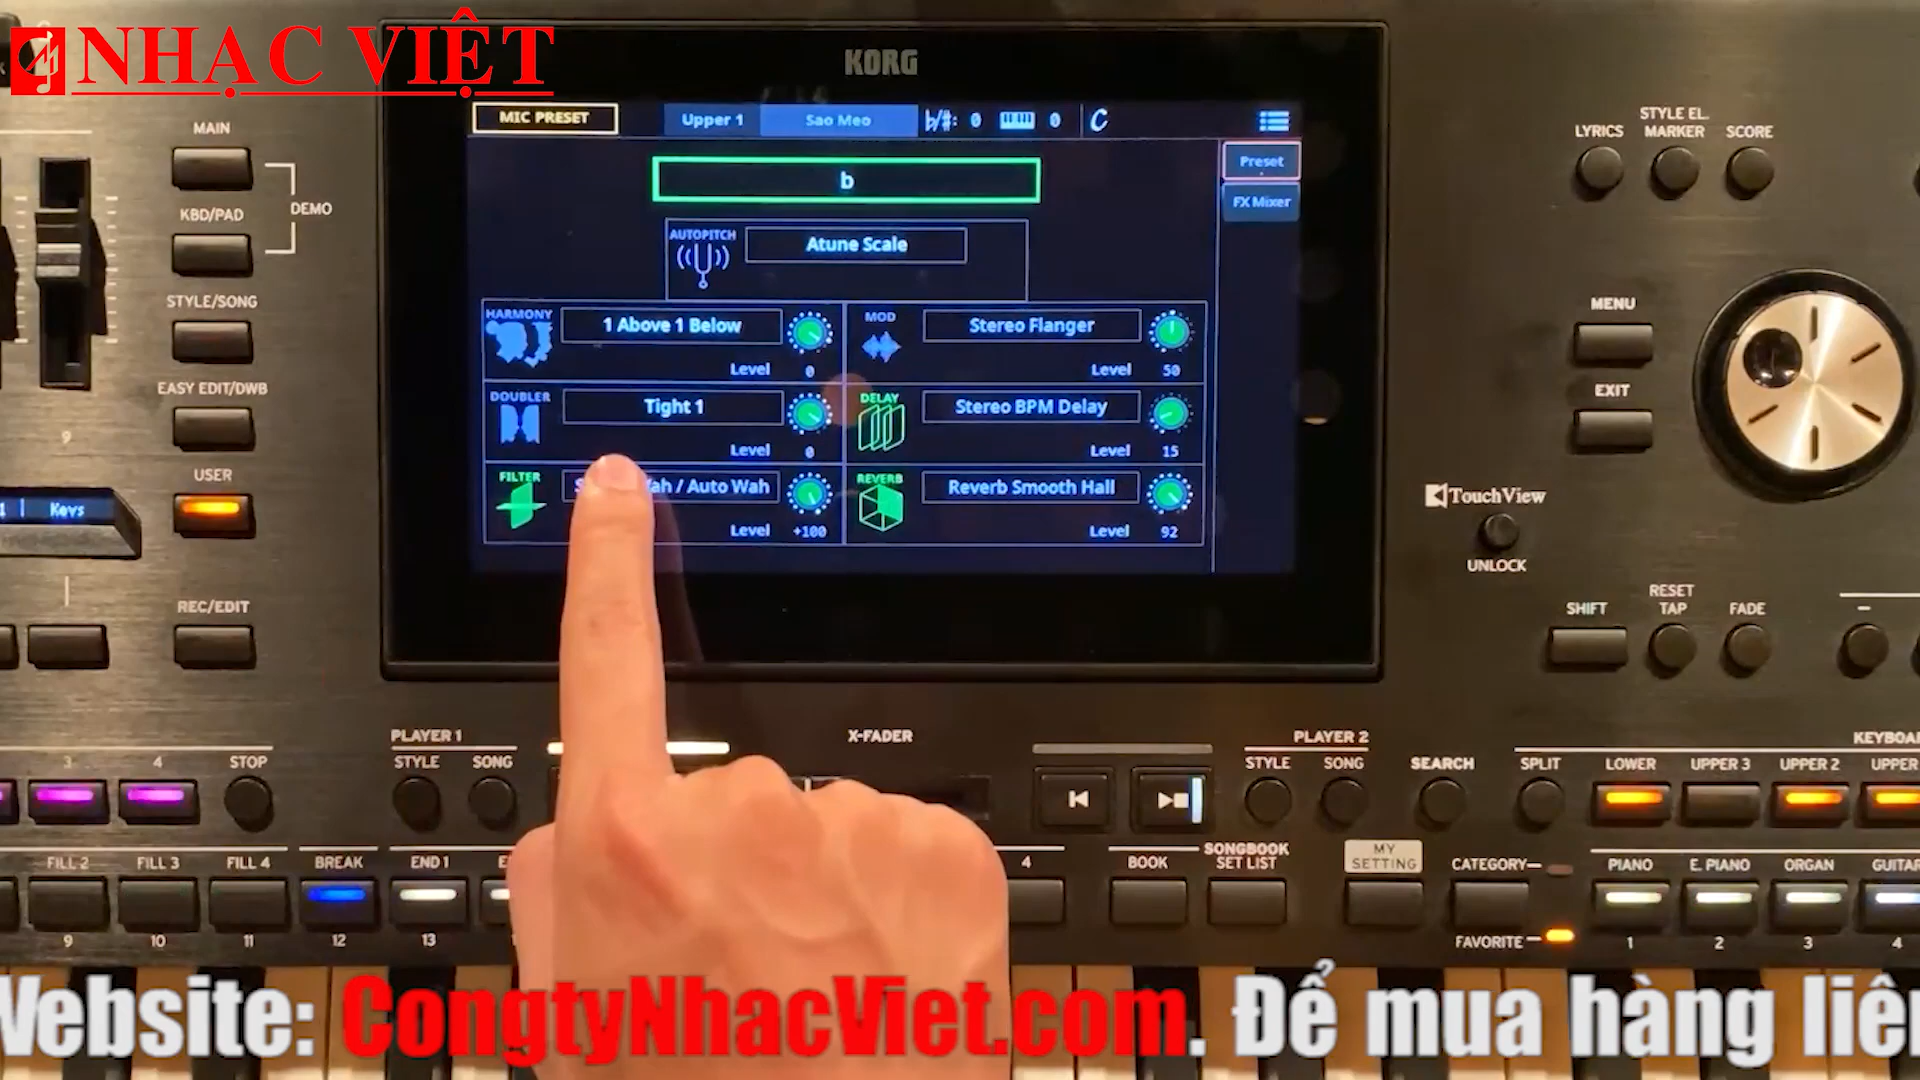 NHẠC VIỆT
KORG
MIC PRESET
Upper 1
Sao Meo
b/#: 0
0
C
Preset
FX Mixer
b
AUTOPITCH
Atune Scale
HARMONY
1 Above 1 Below
Level
0
MOD
Stereo Flanger
Level
50
DOUBLER
Tight 1
Level
0
DELAY
Stereo BPM Delay
Level
15
FILTER
/ Auto Wah
Level
+100
REVERB
Reverb Smooth Hall
Level
92
MAIN
KBD/PAD
DEMO
STYLE/SONG
EASY EDIT/DWB
9
USER
1 | Keys
REC/EDIT
LYRICS
STYLE EL.
MARKER
SCORE
MENU
EXIT
TouchView
UNLOCK
SHIFT
RESET
TAP
FADE
−
3
4
STOP
PLAYER 1
STYLE
SONG
X-FADER
PLAYER 2
STYLE
SONG
SEARCH
SPLIT
KEYBOA
LOWER
UPPER 3
UPPER 2
UPPER
FILL 2
FILL 3
FILL 4
BREAK
END 1
4
BOOK
SONGBOOK
SET LIST
MY
SETTING
CATEGORY
FAVORITE
PIANO
E. PIANO
ORGAN
GUITAR
9
10
11
12
13
1
2
3
4
Website: CongtyNhacViet.com. Để mua hàng liê